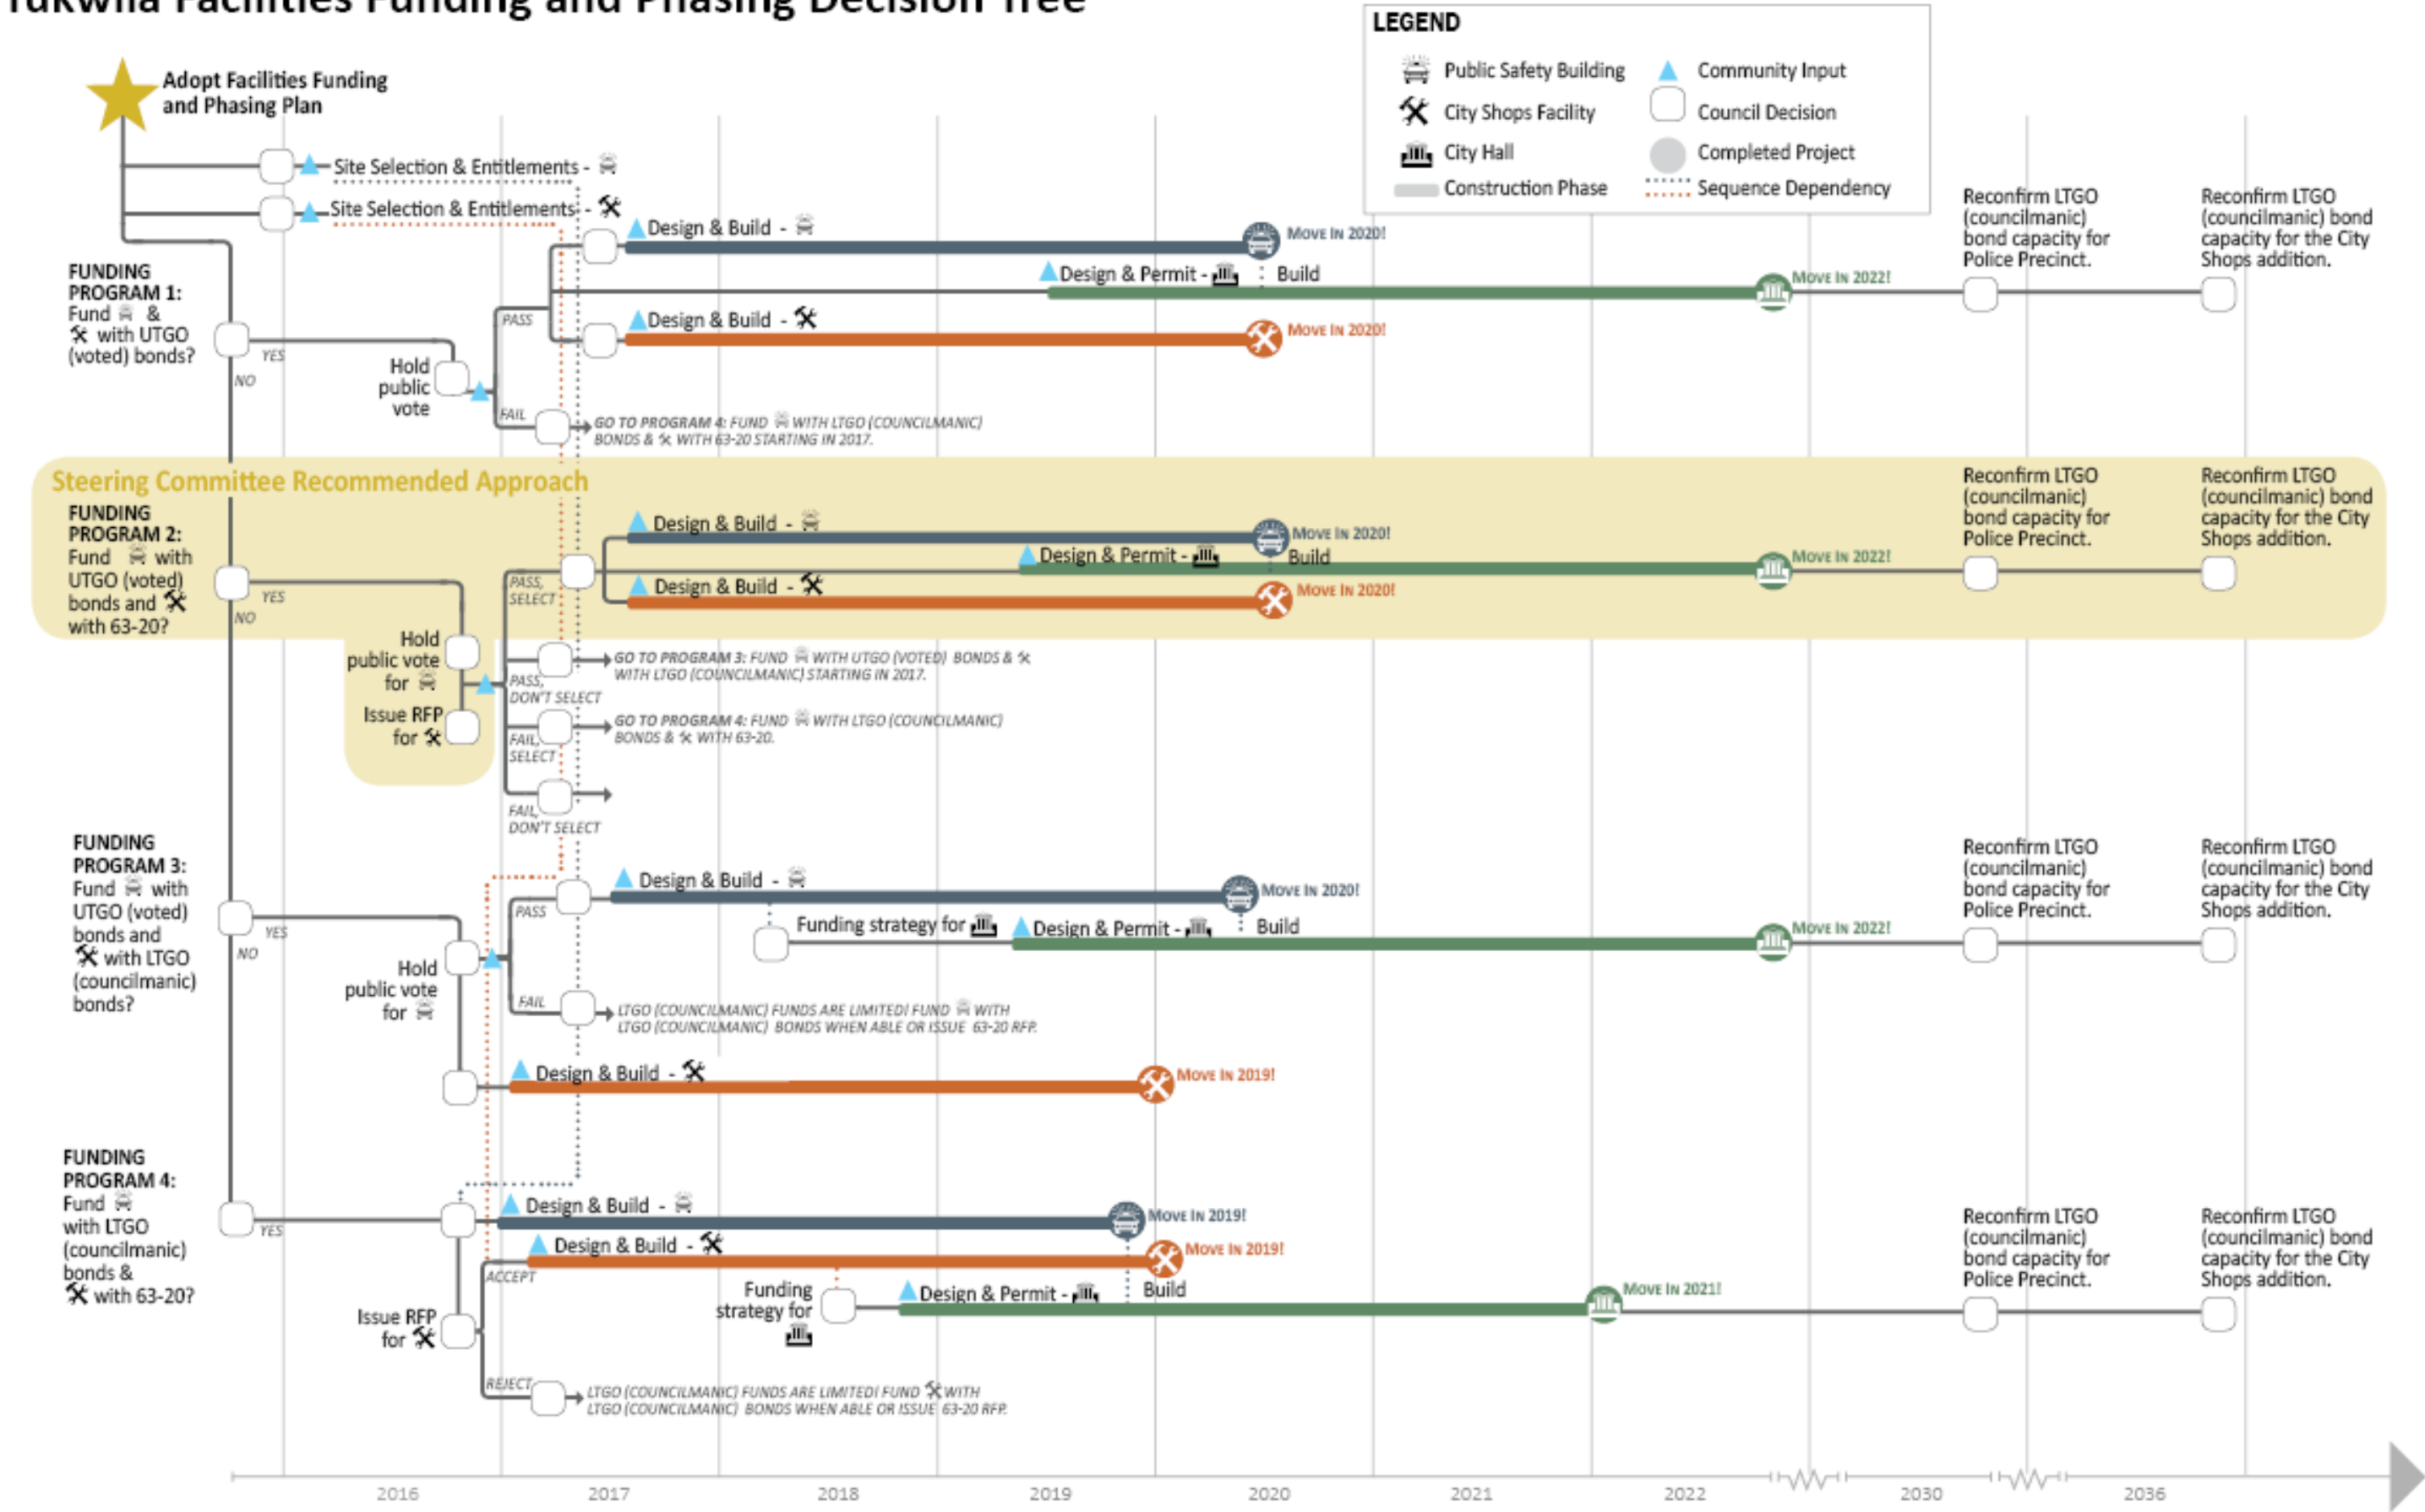 Tukwila Facilities Funding and Phasing Decision Tree
LEGEND
Public Safety Building
Community Input
City Shops Facility
Council Decision
City Hall
Completed Project
Construction Phase
Sequence Dependency
Adopt Facilities Funding
and Phasing Plan
Site Selection & Entitlements -
Site Selection & Entitlements -
FUNDING
PROGRAM 1:
Fund &
with UTGO
(voted) bonds?
YES
NO
Hold
public
vote
PASS
FAIL
Design & Build -
MOVE IN 2020!
Design & Permit -
Build
MOVE IN 2022!
Design & Build -
MOVE IN 2020!
GO TO PROGRAM 4: FUND WITH LTGO (COUNCILMANIC)
BONDS & WITH 63-20 STARTING IN 2017.
Reconfirm LTGO
(councilmanic)
bond capacity for
Police Precinct.
Reconfirm LTGO
(councilmanic) bond
capacity for the City
Shops addition.
Steering Committee Recommended Approach
FUNDING
PROGRAM 2:
Fund with
UTGO (voted)
bonds and
with 63-20?
YES
NO
Hold
public vote
for
Issue RFP
for
PASS,
SELECT
Design & Build -
MOVE IN 2020!
Design & Permit -
Build
MOVE IN 2022!
Design & Build -
MOVE IN 2020!
PASS,
DON'T SELECT
GO TO PROGRAM 3: FUND WITH UTGO (VOTED) BONDS &
WITH LTGO (COUNCILMANIC) STARTING IN 2017.
FAIL,
SELECT
GO TO PROGRAM 4: FUND WITH LTGO (COUNCILMANIC)
BONDS & WITH 63-20.
FAIL,
DON'T SELECT
Reconfirm LTGO
(councilmanic)
bond capacity for
Police Precinct.
Reconfirm LTGO
(councilmanic) bond
capacity for the City
Shops addition.
FUNDING
PROGRAM 3:
Fund with
UTGO (voted)
bonds and
with LTGO
(councilmanic)
bonds?
YES
NO
Hold
public vote
for
PASS
FAIL
Design & Build -
MOVE IN 2020!
Funding strategy for
Design & Permit -
Build
MOVE IN 2022!
LTGO (COUNCILMANIC) FUNDS ARE LIMITED! FUND WITH
LTGO (COUNCILMANIC) BONDS WHEN ABLE OR ISSUE 63-20 RFP.
Design & Build -
MOVE IN 2019!
Reconfirm LTGO
(councilmanic)
bond capacity for
Police Precinct.
Reconfirm LTGO
(councilmanic) bond
capacity for the City
Shops addition.
FUNDING
PROGRAM 4:
Fund
with LTGO
(councilmanic)
bonds &
with 63-20?
YES
Issue RFP
for
Design & Build -
MOVE IN 2019!
Design & Build -
MOVE IN 2019!
ACCEPT
Funding
strategy for
Design & Permit -
Build
MOVE IN 2021!
REJECT
LTGO (COUNCILMANIC) FUNDS ARE LIMITED! FUND WITH
LTGO (COUNCILMANIC) BONDS WHEN ABLE OR ISSUE 63-20 RFP.
Reconfirm LTGO
(councilmanic)
bond capacity for
Police Precinct.
Reconfirm LTGO
(councilmanic) bond
capacity for the City
Shops addition.
2016 2017 2018 2019 2020 2021 2022 2030 2036